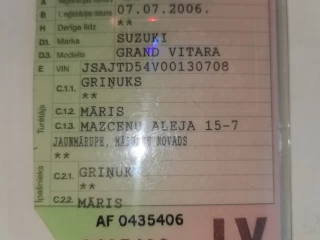 B 07.07.2006.
H Derīga līdz **
D.1. Marka SUZUKI
D.3. Modelis GRAND VITARA
E VIN JSAJTD54V00130708
C.1.1. GRIŅUKS
**
C.1.2. MĀRIS
C.1.3. MAZCENU ALEJA 15-7
JAUNMĀRUPE, NOVADS
**
C.2.1. GRIŅUKS
**
C.2.2. MĀRIS
AF 0435406
LV